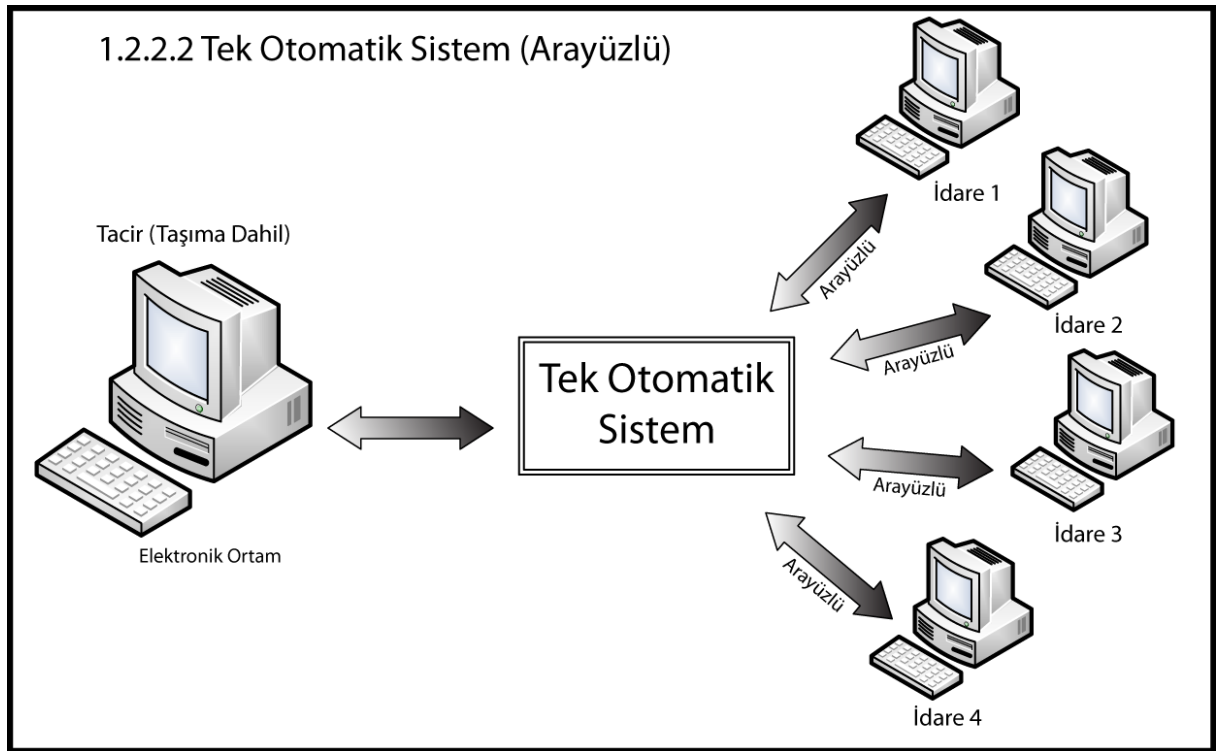 1.2.2.2 Tek Otomatik Sistem (Arayüzlü)
Tacir (Taşıma Dahil)
Elektronik Ortam
Tek Otomatik
Sistem
Arayüzlü
İdare 1
Arayüzlü
İdare 2
Arayüzlü
İdare 3
Arayüzlü
İdare 4